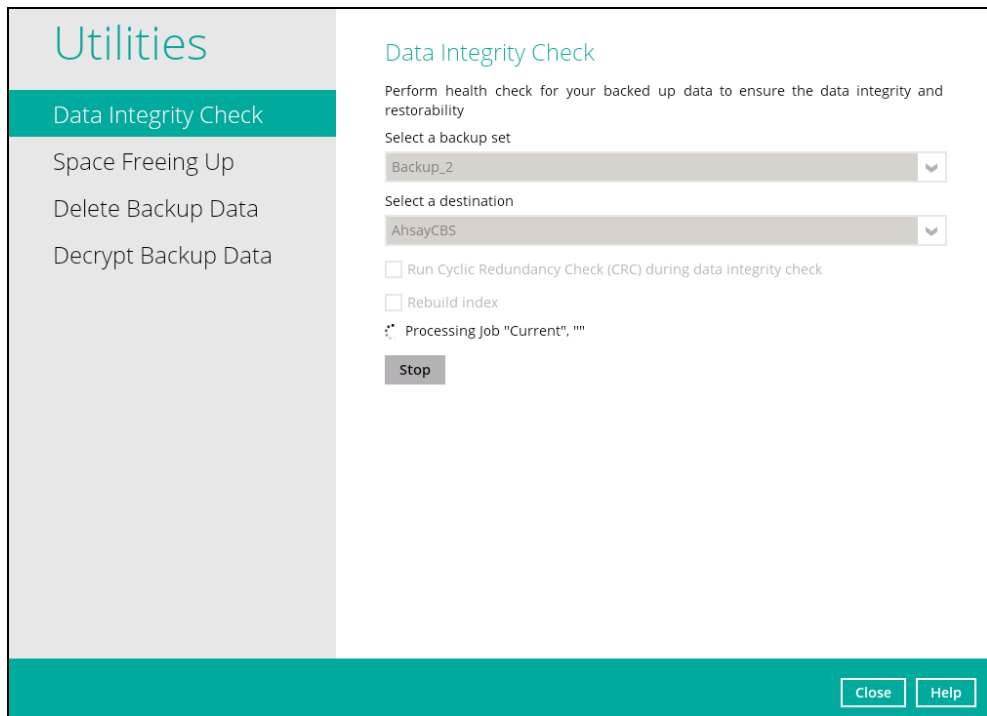 Utilities
Data Integrity Check
Space Freeing Up
Delete Backup Data
Decrypt Backup Data
Data Integrity Check
Perform health check for your backed up data to ensure the data integrity and
restorability
Select a backup set
Backup_2
Select a destination
AhsayCBS
Run Cyclic Redundancy Check (CRC) during data integrity check
Rebuild index
Processing Job "Current", ""
Stop
Close
Help